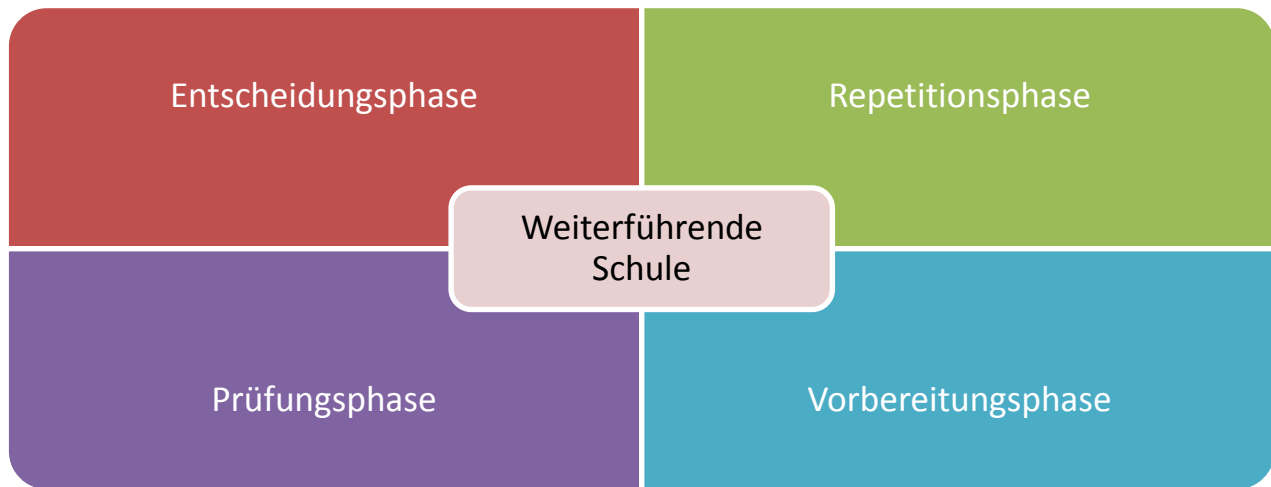 Entscheidungsphase
Repetitionsphase
Weiterführende
Schule
Prüfungsphase
Vorbereitungsphase